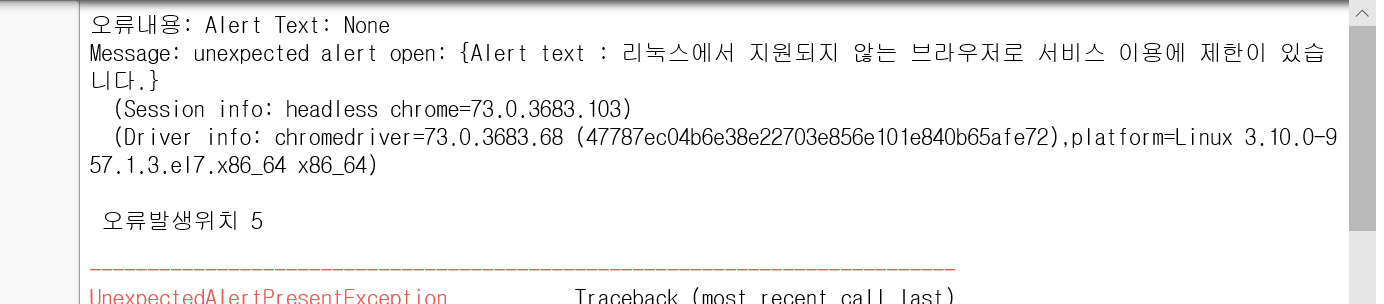 오류내용: Alert Text: None
Message: unexpected alert open: {Alert text : 리눅스에서 지원되지 않는 브라우저로 서비스 이용에 제한이 있습
니다.}
(Session info: headless chrome=73.0.3683.103)
(Driver info: chromedriver=73.0.3683.68 (47787ec04b6e38e22703e856e101e840b65afe72),platform=Linux 3.10.0-9
57.1.3.el7.x86_64 x86_64)
오류발생위치 5
---------------------------------------------------------------------------
UnexpectedAlertPresentException Traceback (most recent call last)